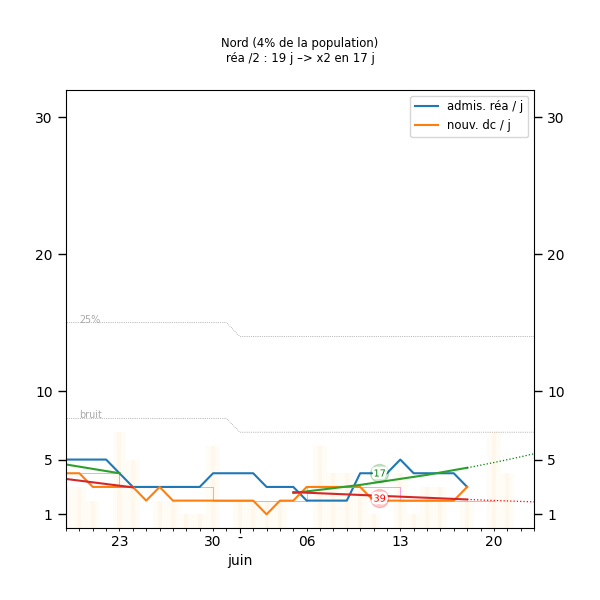 Nord (4% de la population)
réa /2 : 19 j –> x2 en 17 j
admis. réa / j
nouv. dc / j
30 30
20 20
25%
10 10
bruit
5 5
17
39
1 1
23 30 - 06 13 20
juin